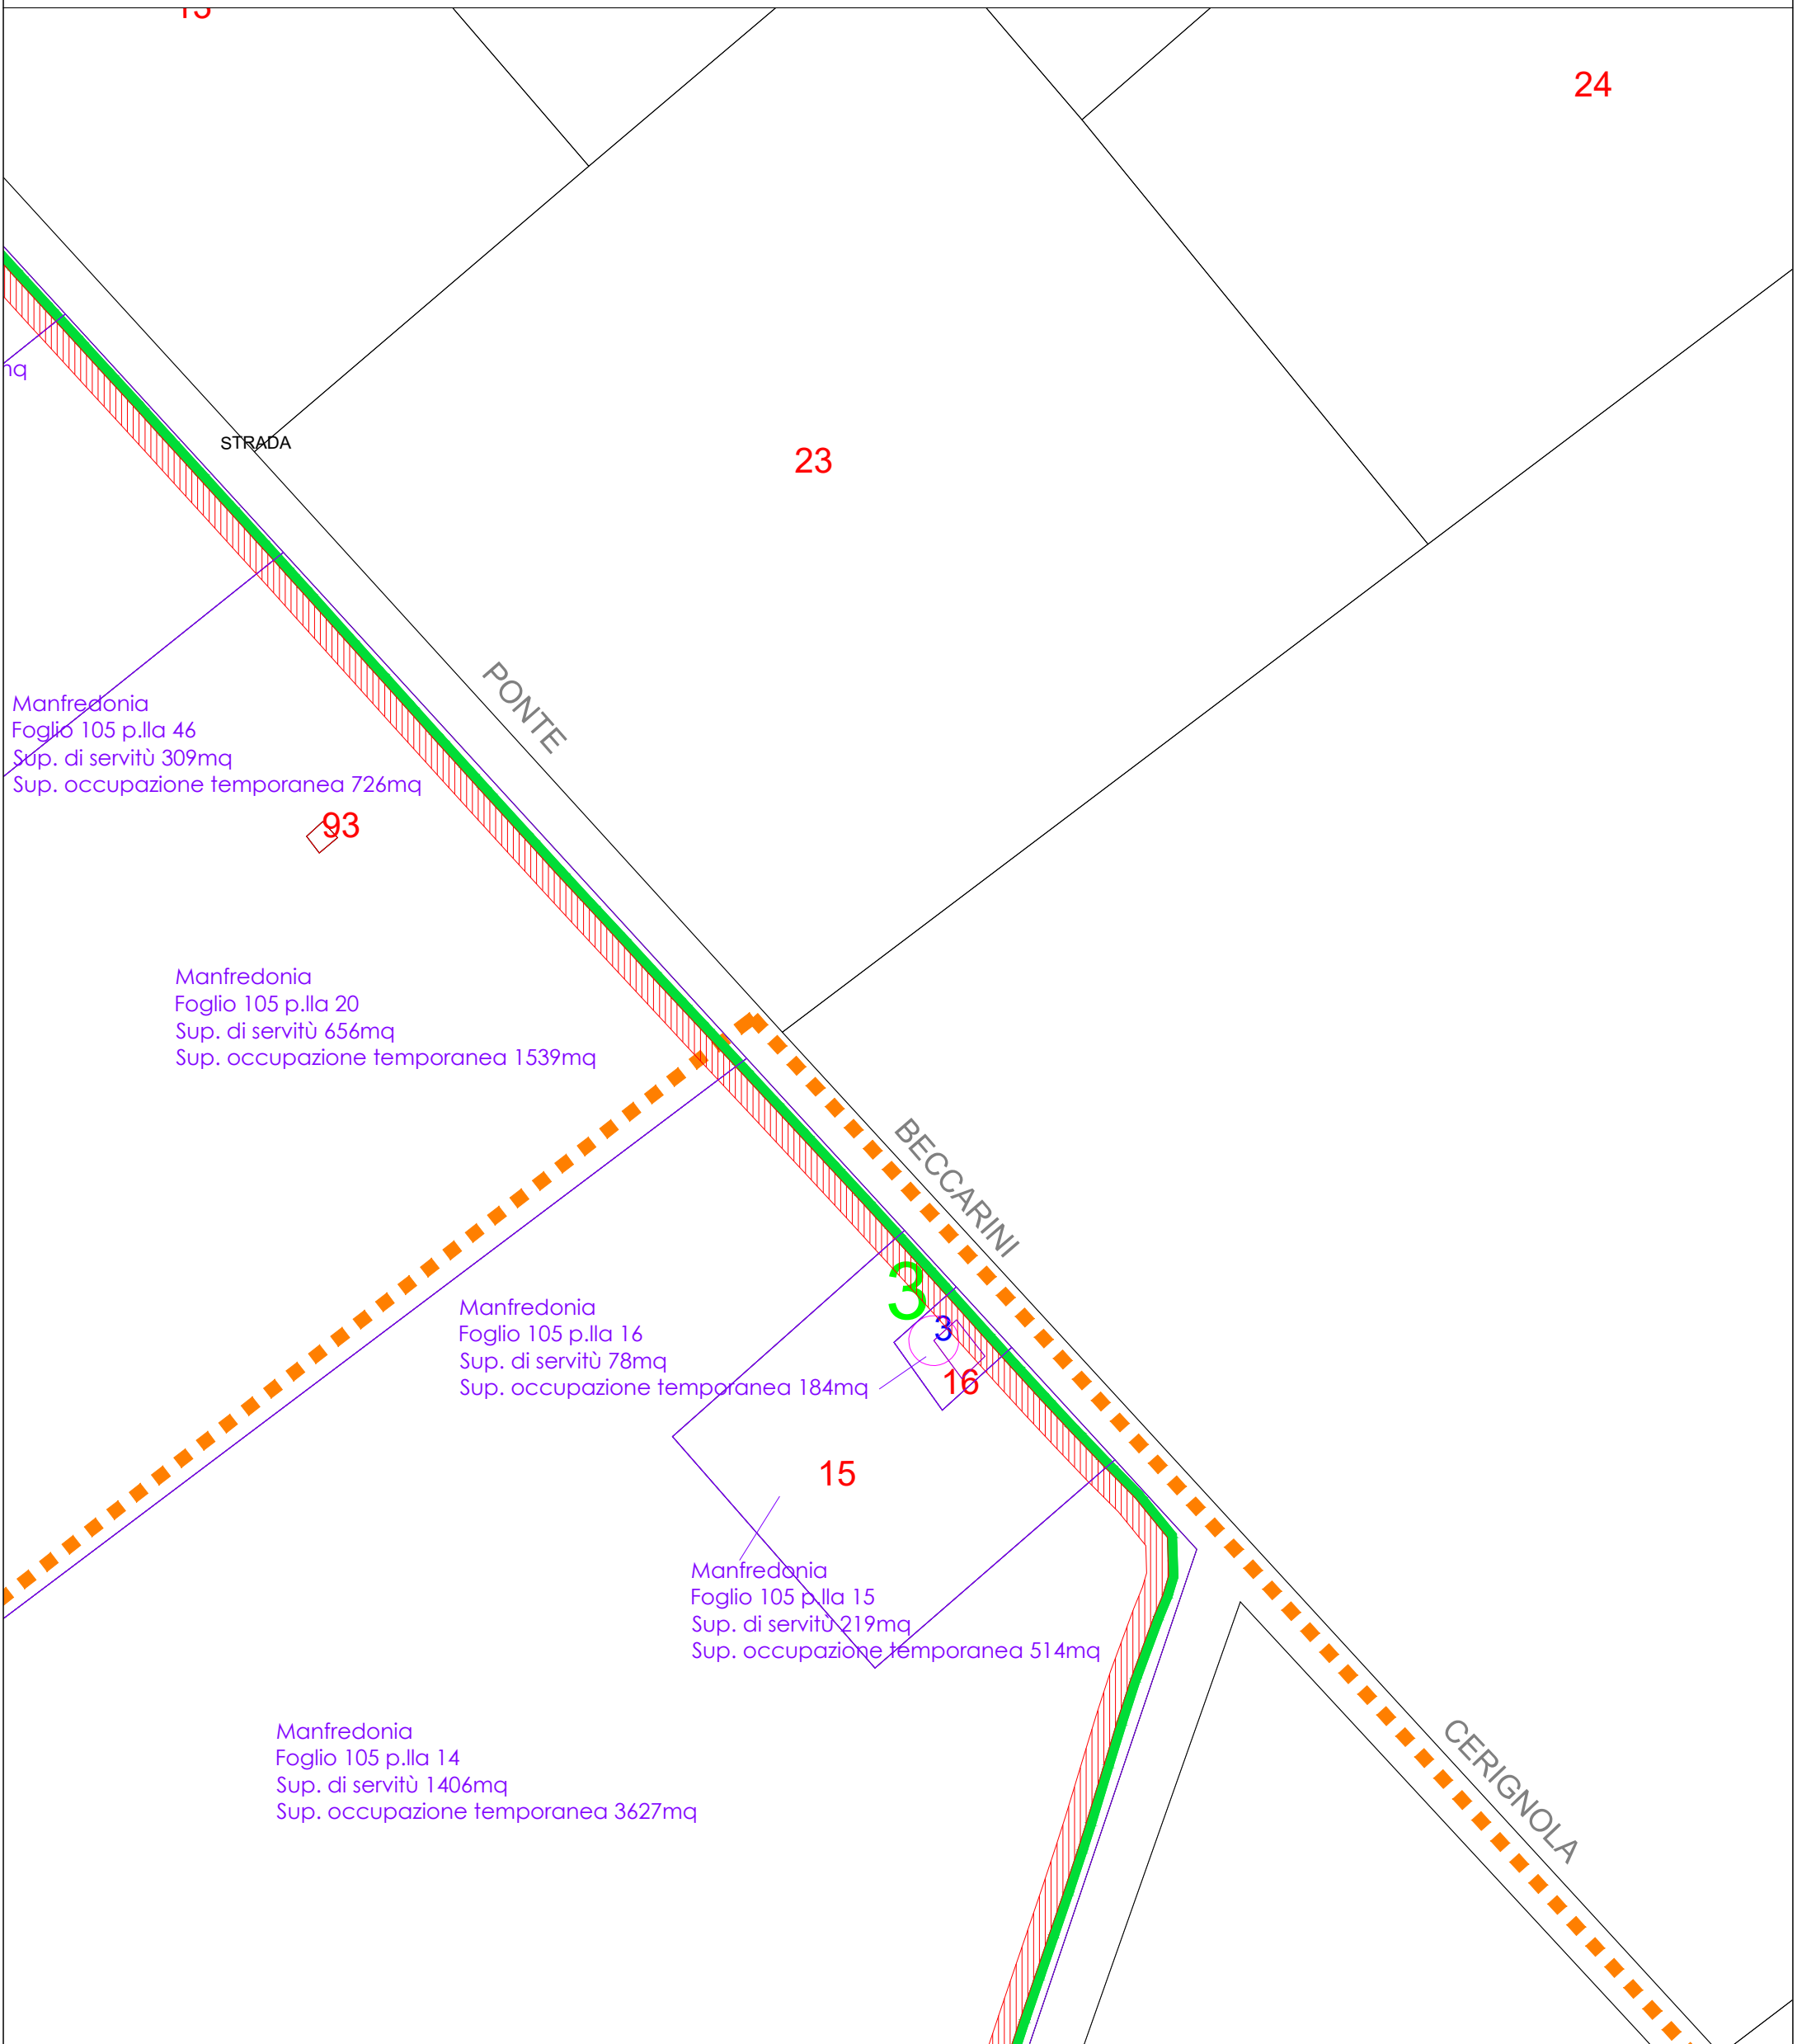 24
STRADA
23
PONTE
Manfredonia
Foglio 105 p.lla 46
Sup. di servitù 309mq
Sup. occupazione temporanea 726mq
93
Manfredonia
Foglio 105 p.lla 20
Sup. di servitù 656mq
Sup. occupazione temporanea 1539mq
BECCARINI
3
3
Manfredonia
Foglio 105 p.lla 16
Sup. di servitù 78mq
Sup. occupazione temporanea 184mq
16
15
Manfredonia
Foglio 105 p.lla 15
Sup. di servitù 219mq
Sup. occupazione temporanea 514mq
Manfredonia
Foglio 105 p.lla 14
Sup. di servitù 1406mq
Sup. occupazione temporanea 3627mq
CERIGNOLA